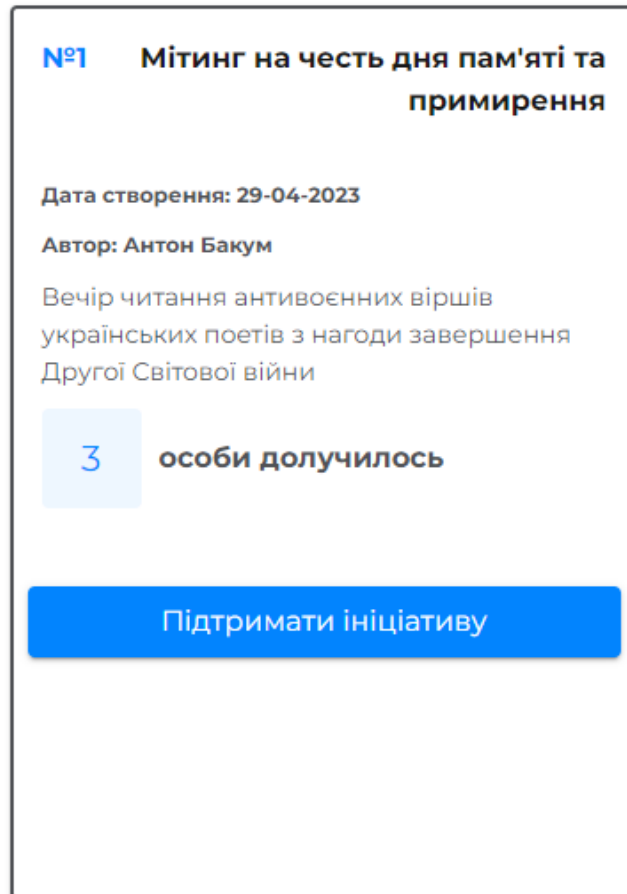 №1 Мітинг на честь дня пам'яті та
примирення
Дата створення: 29-04-2023
Автор: Антон Бакум
Вечір читання антивоєнних віршів
українських поетів з нагоди завершення
Другої Світової війни
3 особи долучилось
Підтримати ініціативу